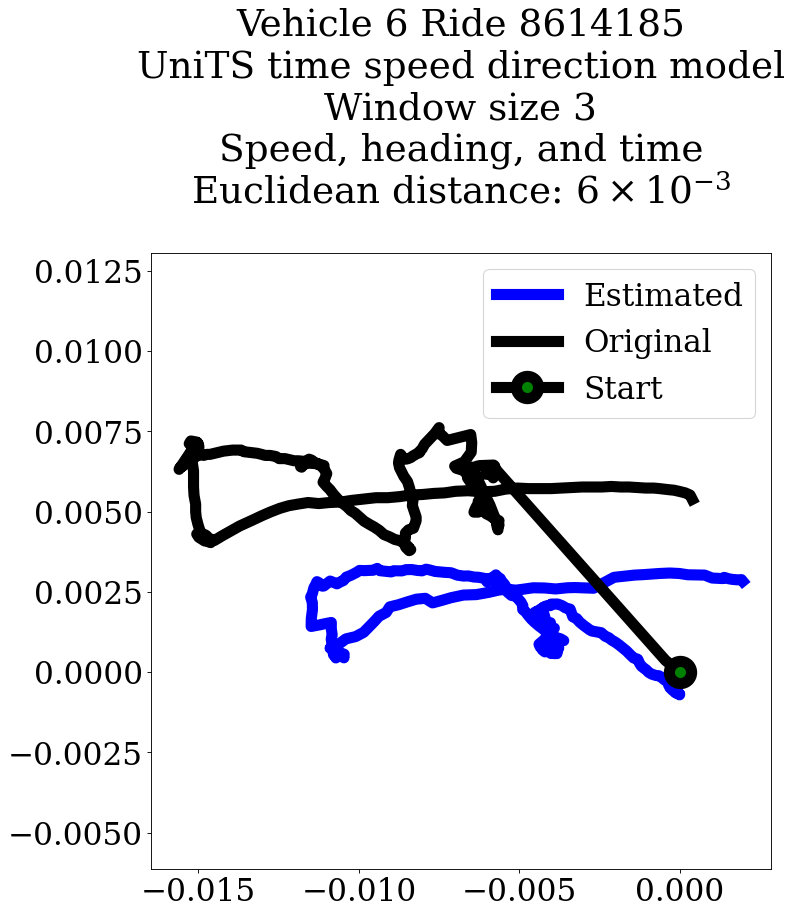 Vehicle 6 Ride 8614185
UniTS time speed direction model
Window size 3
Speed, heading, and time
Euclidean distance: 6 × 10⁻³
Estimated
Original
Start
0.0125
0.0100
0.0075
0.0050
0.0025
0.0000
−0.0025
−0.0050
−0.015 −0.010 −0.005 0.000